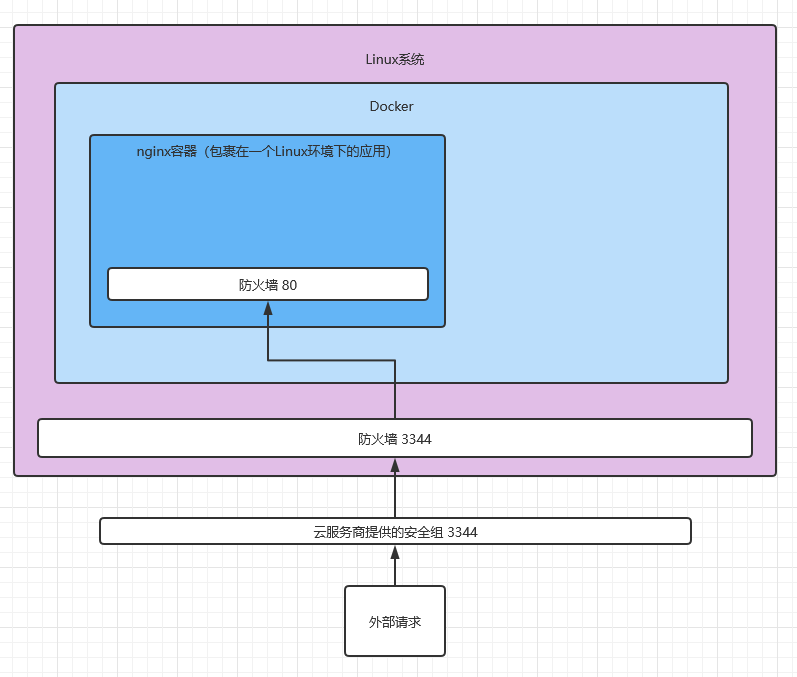 Linux系统
Docker
nginx容器（包裹在一个Linux环境下的应用）
防火墙 80
防火墙 3344
云服务商提供的安全组 3344
外部请求